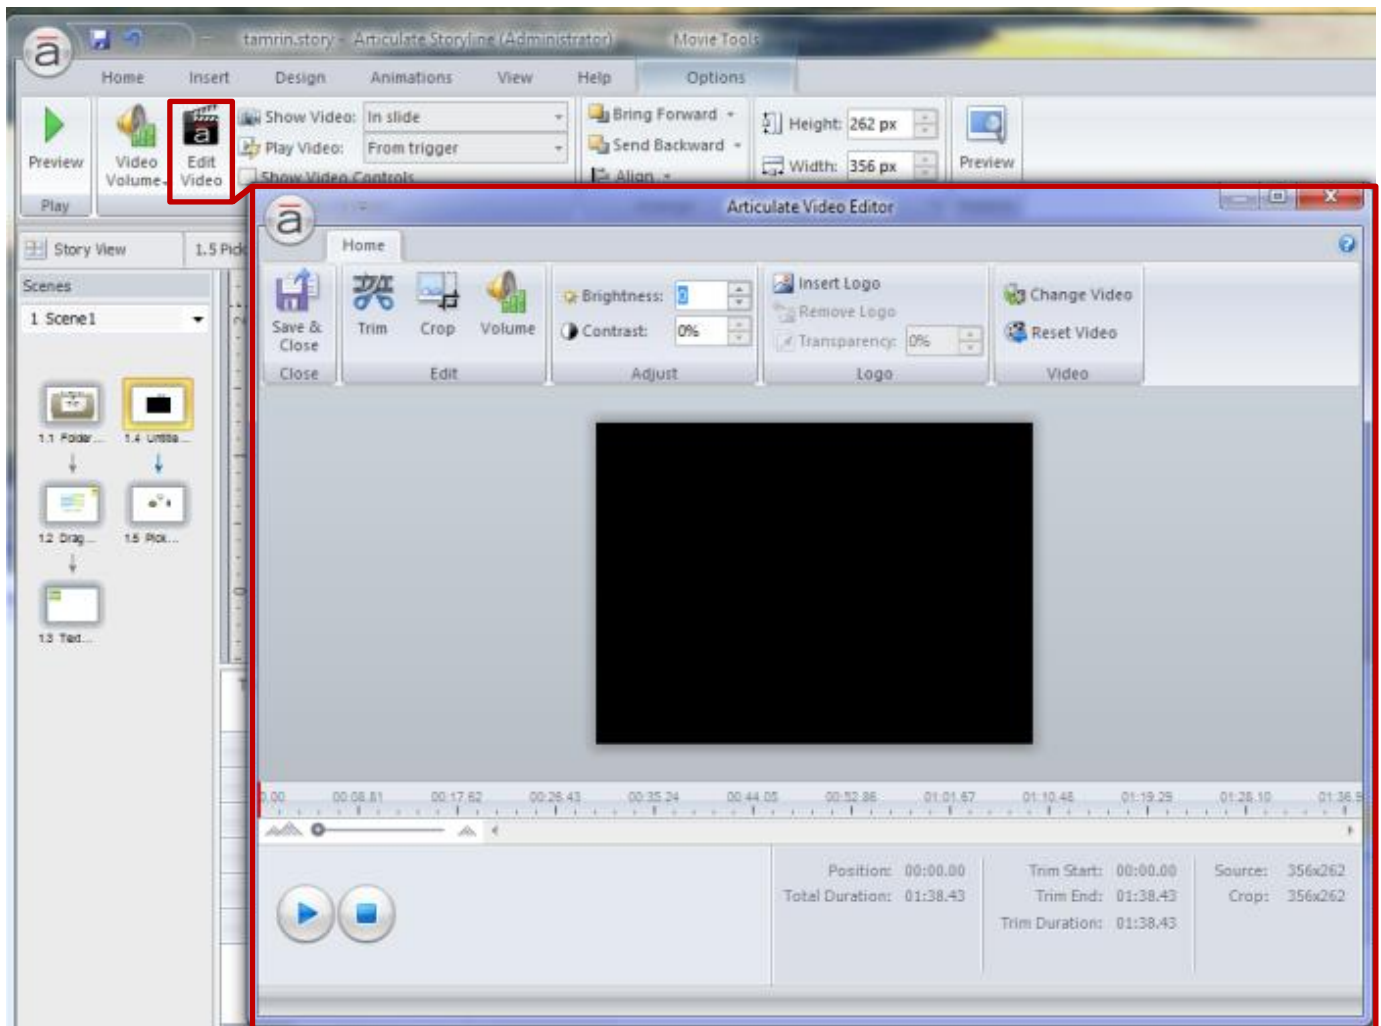 tamrin.story - Articulate Storyline (Administrator)
Movie Tools
Home Insert Design Animations View Help Options
Preview
Video Volume
Edit Video
Show Video: In slide
Play Video: From trigger
Show Video Controls
Bring Forward
Send Backward
Align
Height: 262 px
Width: 356 px
Preview
Play
Story View
1.5 Pick
Scenes
1 Scene1
1.1 Folder...
1.4 Untitle...
1.2 Drag...
1.5 Pick...
1.3 Text...
Articulate Video Editor
Home
Save & Close
Trim
Crop
Volume
Brightness: 0
Contrast: 0%
Insert Logo
Remove Logo
Transparency: 0%
Change Video
Reset Video
Close Edit Adjust Logo Video
0.00 00:08.81 00:17.62 00:26.43 00:35.24 00:44.05 00:52.86 01:01.67 01:10.48 01:19.29 01:28.10 01:36.9
Position: 00:00.00
Total Duration: 01:38.43
Trim Start: 00:00.00
Trim End: 01:38.43
Trim Duration: 01:38.43
Source: 356x262
Crop: 356x262